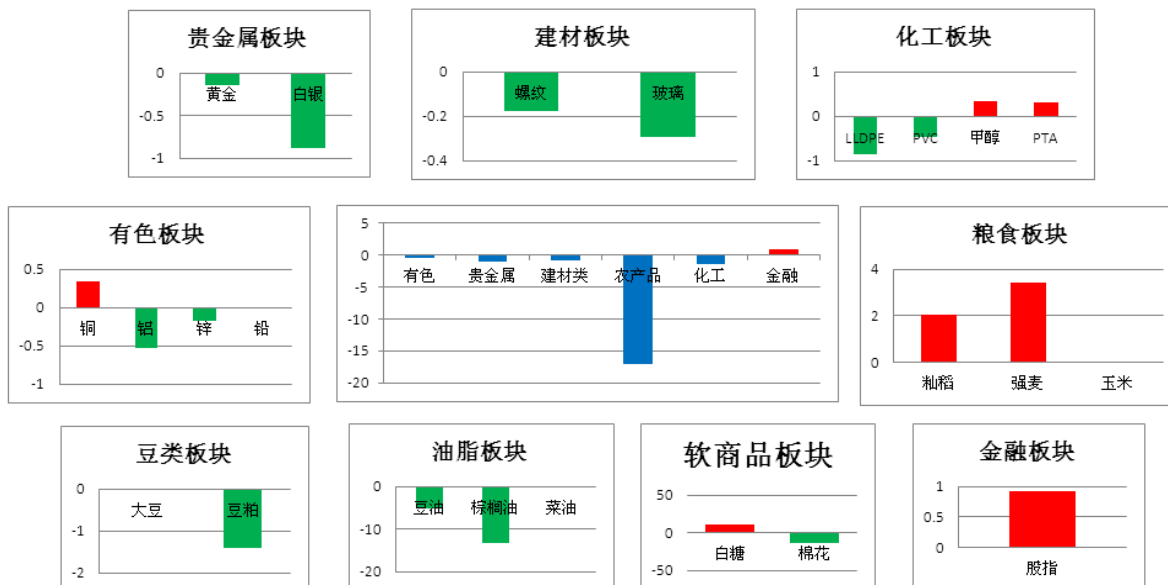 贵金属板块
0
-0.5
-1
黄金
白银
建材板块
0
-0.2
-0.4
螺纹
玻璃
化工板块
1
0
-1
LLDPE
PVC
甲醇
PTA
有色板块
0.5
0
-0.5
-1
铜
铝
锌
铅
5
0
-5
-10
-15
-20
有色
贵金属
建材类
农产品
化工
金融
粮食板块
4
2
0
籼稻
强麦
玉米
豆类板块
0
-1
-2
大豆
豆粕
油脂板块
0
-10
-20
豆油
棕榈油
菜油
软商品板块
50
0
-50
白糖
棉花
金融板块
1
0.5
0
股指